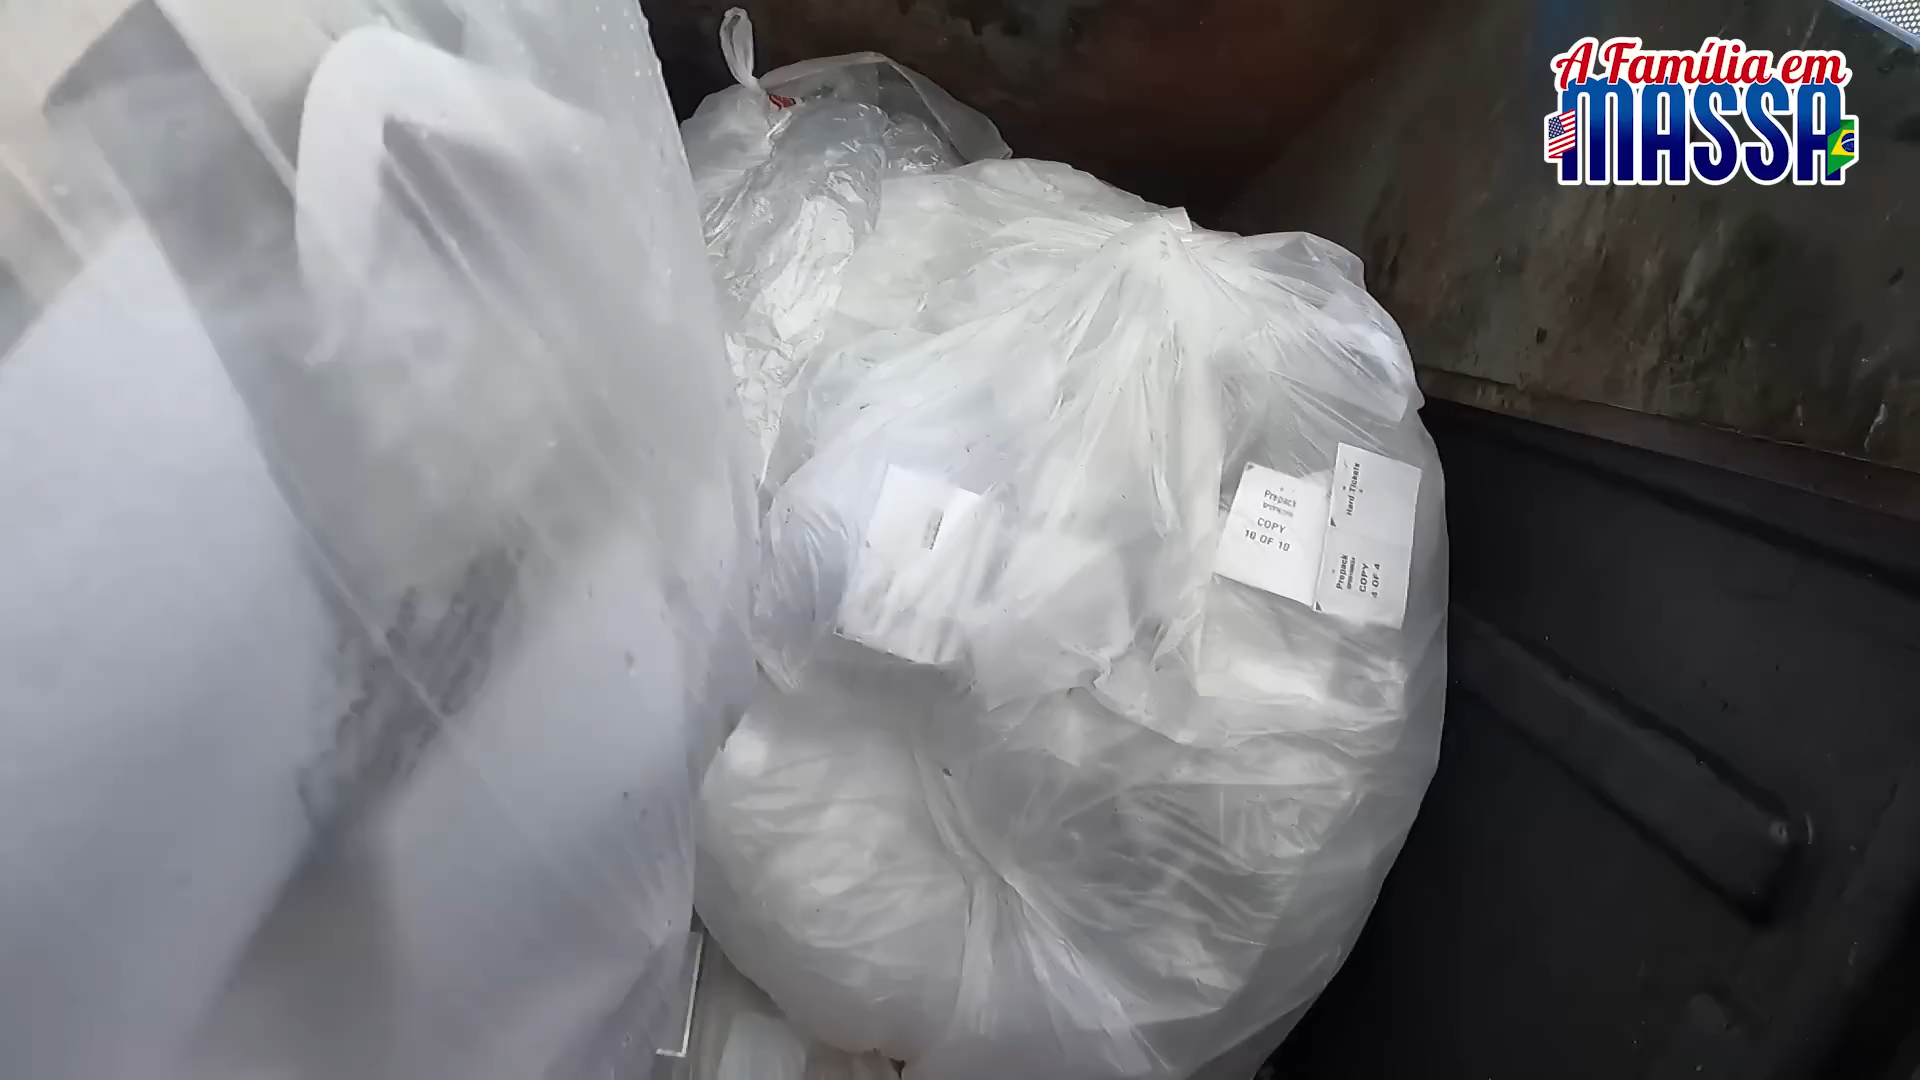 A Família em
MASSA
Prepack
COPY
10 OF 10
Hard Tickets
Prepack
COPY
4 OF 4